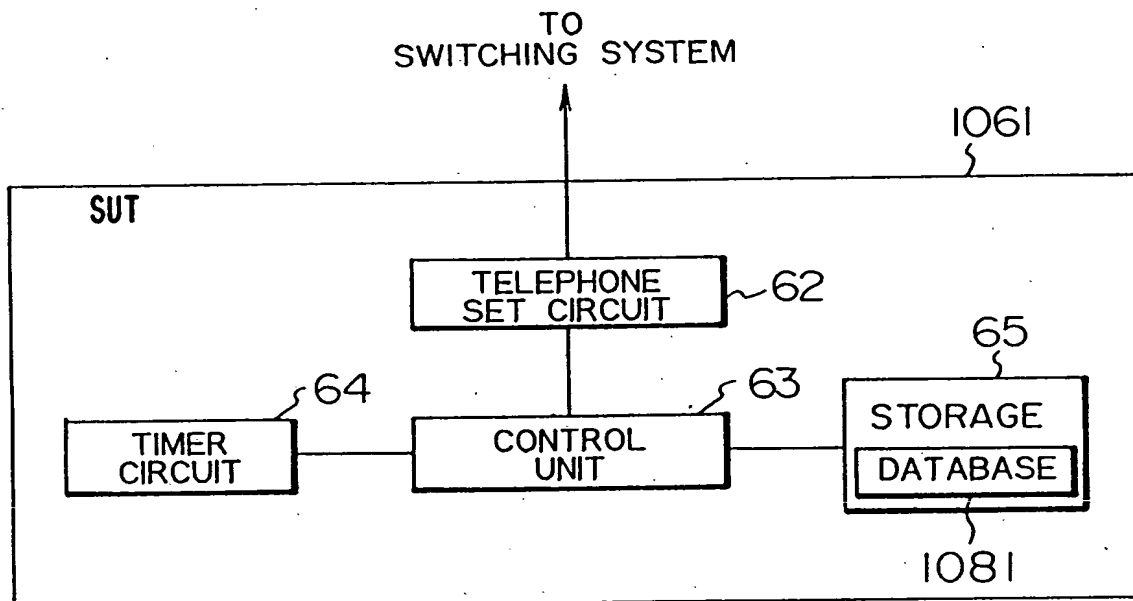 TO
SWITCHING SYSTEM
1061
SUT
TELEPHONE
SET CIRCUIT
62
65
64
63
STORAGE
TIMER
CIRCUIT
CONTROL
UNIT
DATABASE
1081